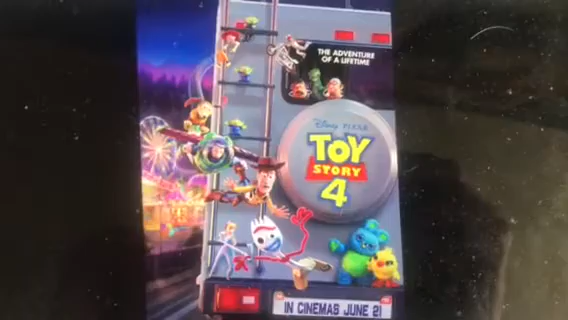 THE ADVENTURE
OF A LIFETIME
Disney PIXAR
TOY
STORY
4
IN CINEMAS JUNE 21